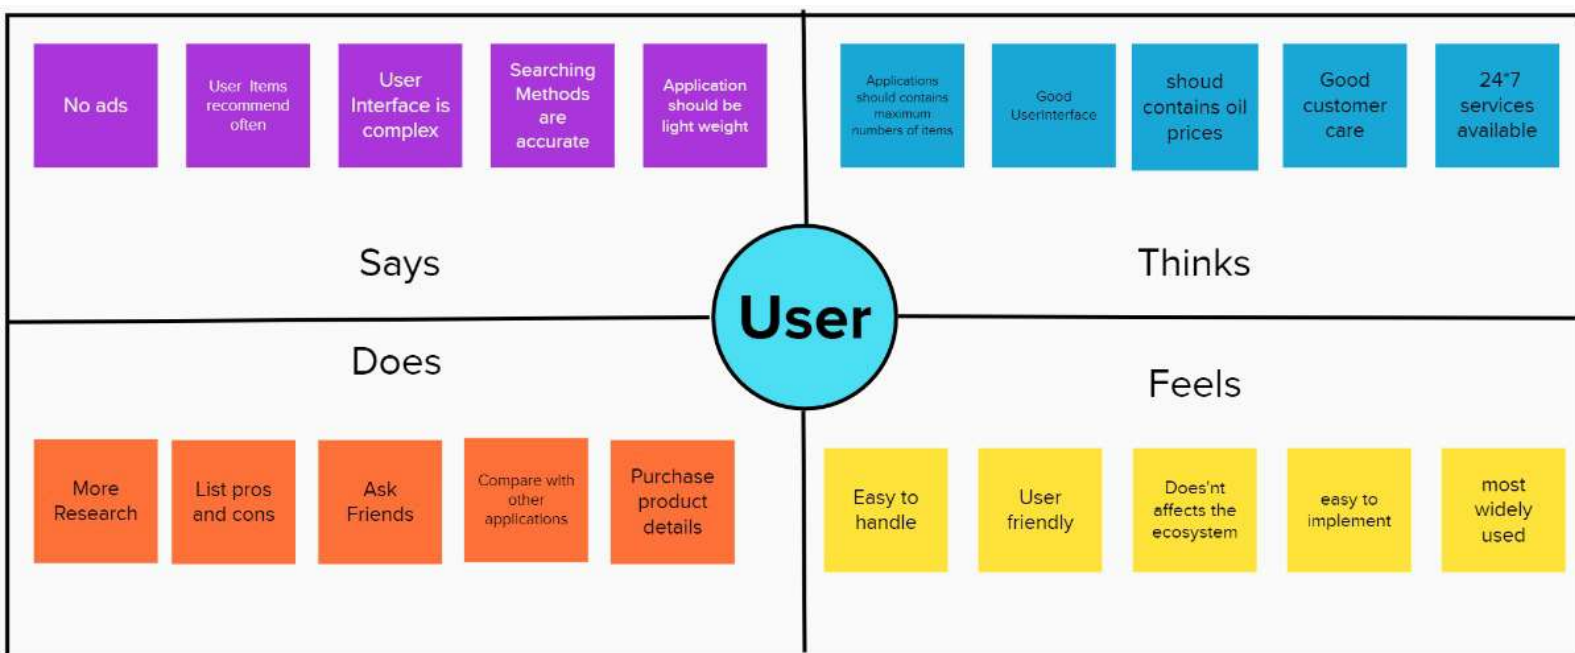 No ads
User Items
recommend
often
User
Interface is
complex
Searching
Methods
are
accurate
Application
should be
light weight
Says
Applications
should contains
maximum
numbers of items
Good
UserInterface
shoud
contains oil
prices
Good
customer
care
24*7
services
available
Thinks
User
Does
More
Research
List pros
and cons
Ask
Friends
Compare with
other
applications
Purchase
product
details
Feels
Easy to
handle
User
friendly
Does'nt
affects the
ecosystem
easy to
implement
most
widely
used